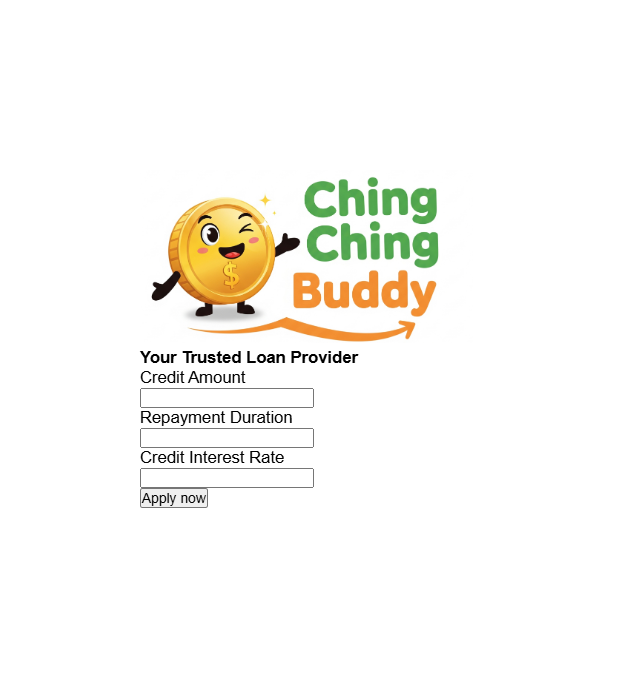 Ching
Ching
Buddy
$
Your Trusted Loan Provider
Credit Amount
Repayment Duration
Credit Interest Rate
Apply now